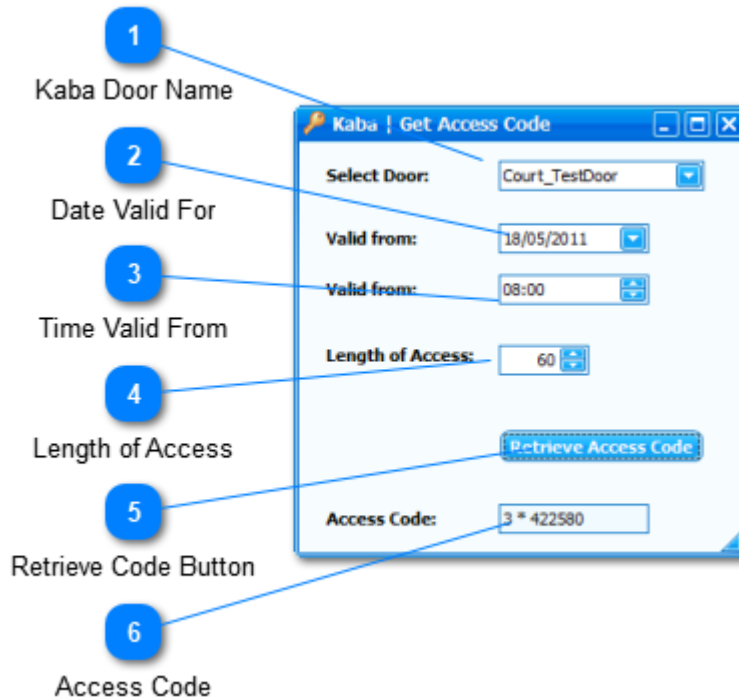 1
Kaba Door Name
2
Date Valid For
3
Time Valid From
4
Length of Access
5
Retrieve Code Button
6
Access Code
Kaba ¦ Get Access Code
Select Door: Court_TestDoor
Valid from: 18/05/2011
Valid from: 08:00
Length of Access: 60
Retrieve Access Code
Access Code: 3 * 422580